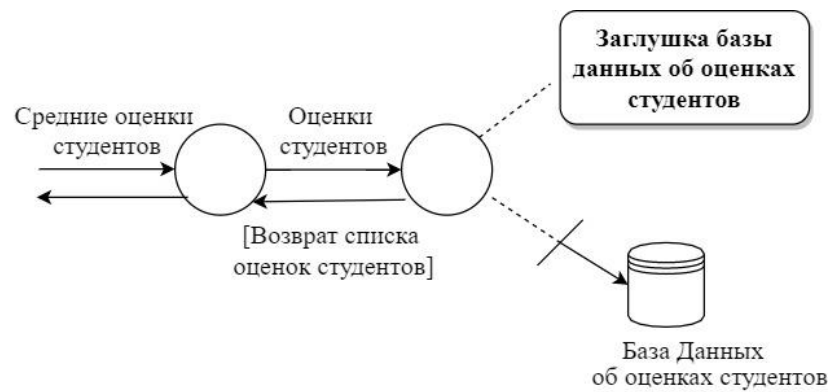 Заглушка базы
данных об оценках
студентов
Средние оценки
студентов
Оценки
студентов
[Возврат списка
оценок студентов]
База Данных
об оценках студентов